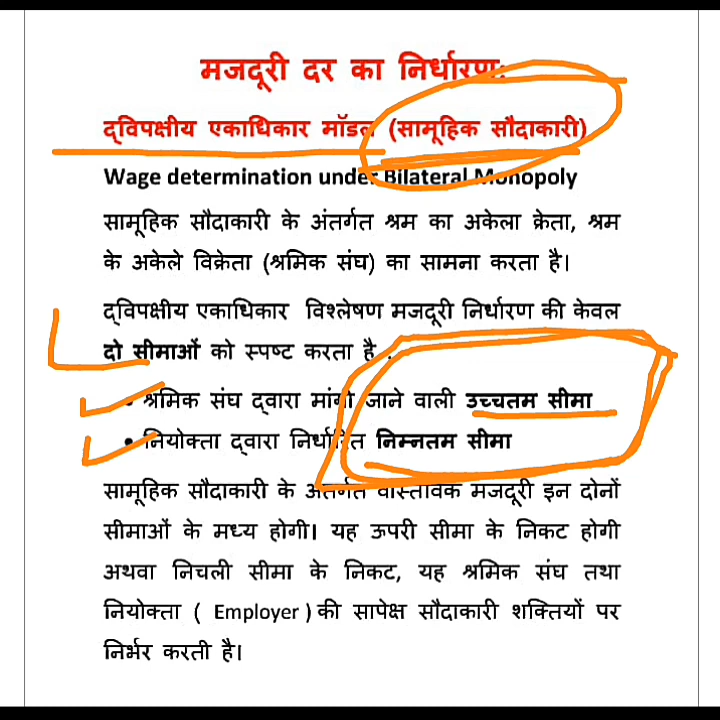 मजदूरी दर का निर्धारण:
द्विपक्षीय एकाधिकार मॉडल (सामूहिक सौदाकारी)
Wage determination under Bilateral Monopoly
सामूहिक सौदाकारी के अंतर्गत श्रम का अकेला क्रेता, श्रम
के अकेले विक्रेता (श्रमिक संघ) का सामना करता है।
द्विपक्षीय एकाधिकार विश्लेषण मजदूरी निर्धारण की केवल
दो सीमाओं को स्पष्ट करता है
• श्रमिक संघ द्वारा मांगी जाने वाली उच्चतम सीमा
• नियोक्ता द्वारा निर्धारित निम्नतम सीमा
सामूहिक सौदाकारी के अंतर्गत वास्तविक मजदूरी इन दोनों
सीमाओं के मध्य होगी। यह ऊपरी सीमा के निकट होगी
अथवा निचली सीमा के निकट, यह श्रमिक संघ तथा
नियोक्ता ( Employer ) की सापेक्ष सौदाकारी शक्तियों पर
निर्भर करती है।